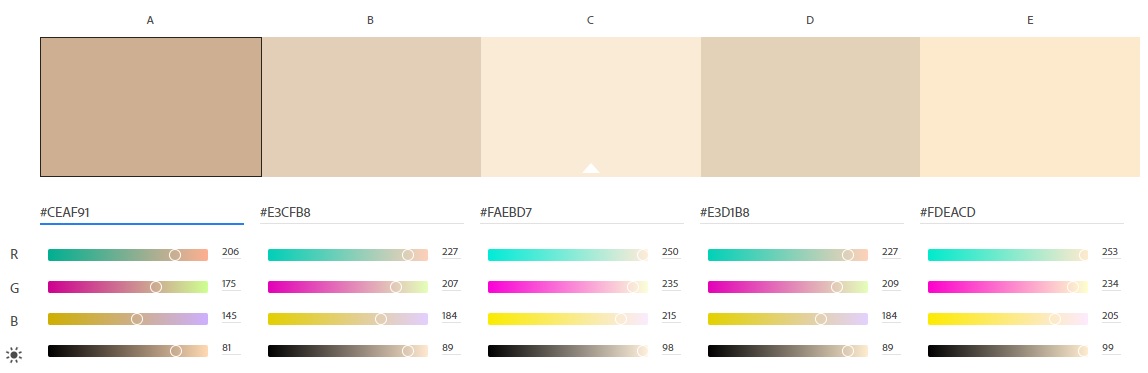 A B C D E
#CEAF91 #E3CFB8 #FAEBD7 #E3D1B8 #FDEACD
R 206 227 250 227 253
G 175 207 235 209 234
B 145 184 215 184 205
81 89 98 89 99